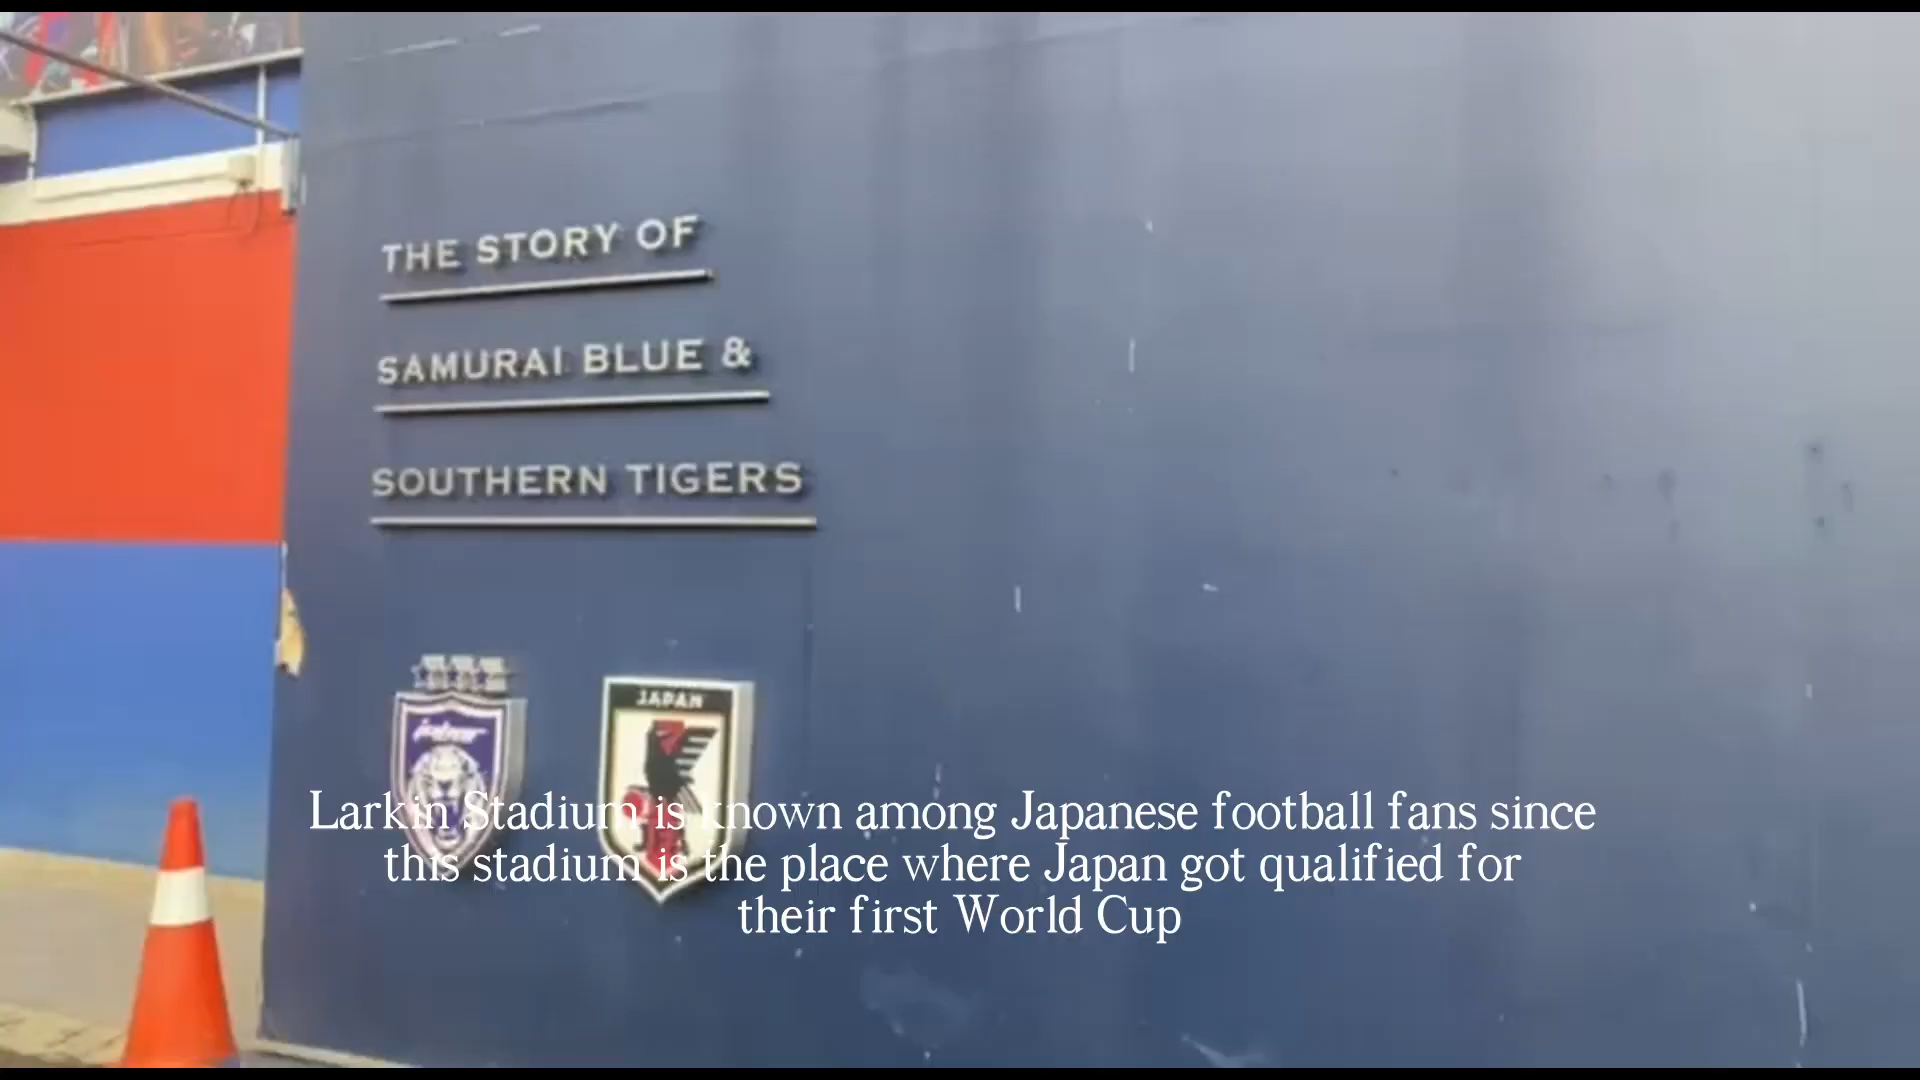 THE STORY OF
SAMURAI BLUE &
SOUTHERN TIGERS
JAPAN
Larkin Stadium is known among Japanese football fans since
this stadium is the place where Japan got qualified for
their first World Cup